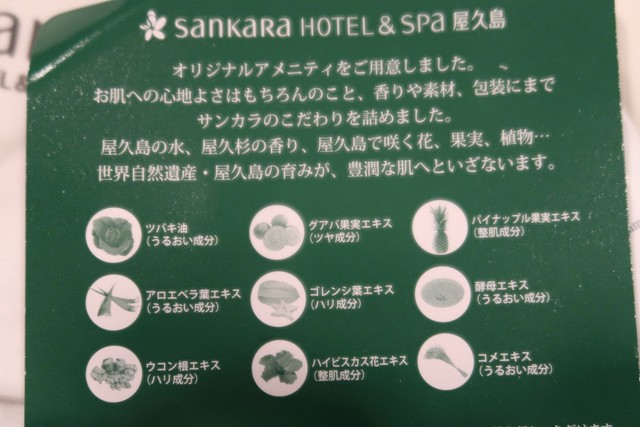 sankara HOTEL & SPa 屋久島
オリジナルアメニティをご用意しました。
お肌への心地よさはもちろんのこと、香りや素材、包装にまで
サンカラのこだわりを詰めました。
屋久島の水、屋久杉の香り、屋久島で咲く花、果実、植物…
世界自然遺産・屋久島の育みが、豊潤な肌へといざないます。
ツバキ油
(うるおい成分)
グアバ果実エキス
(ツヤ成分)
パイナップル果実エキス
(整肌成分)
アロエベラ葉エキス
(うるおい成分)
ゴレンシ葉エキス
(ハリ成分)
酵母エキス
(うるおい成分)
ウコン根エキス
(ハリ成分)
ハイビスカス花エキス
(整肌成分)
コメエキス
(うるおい成分)